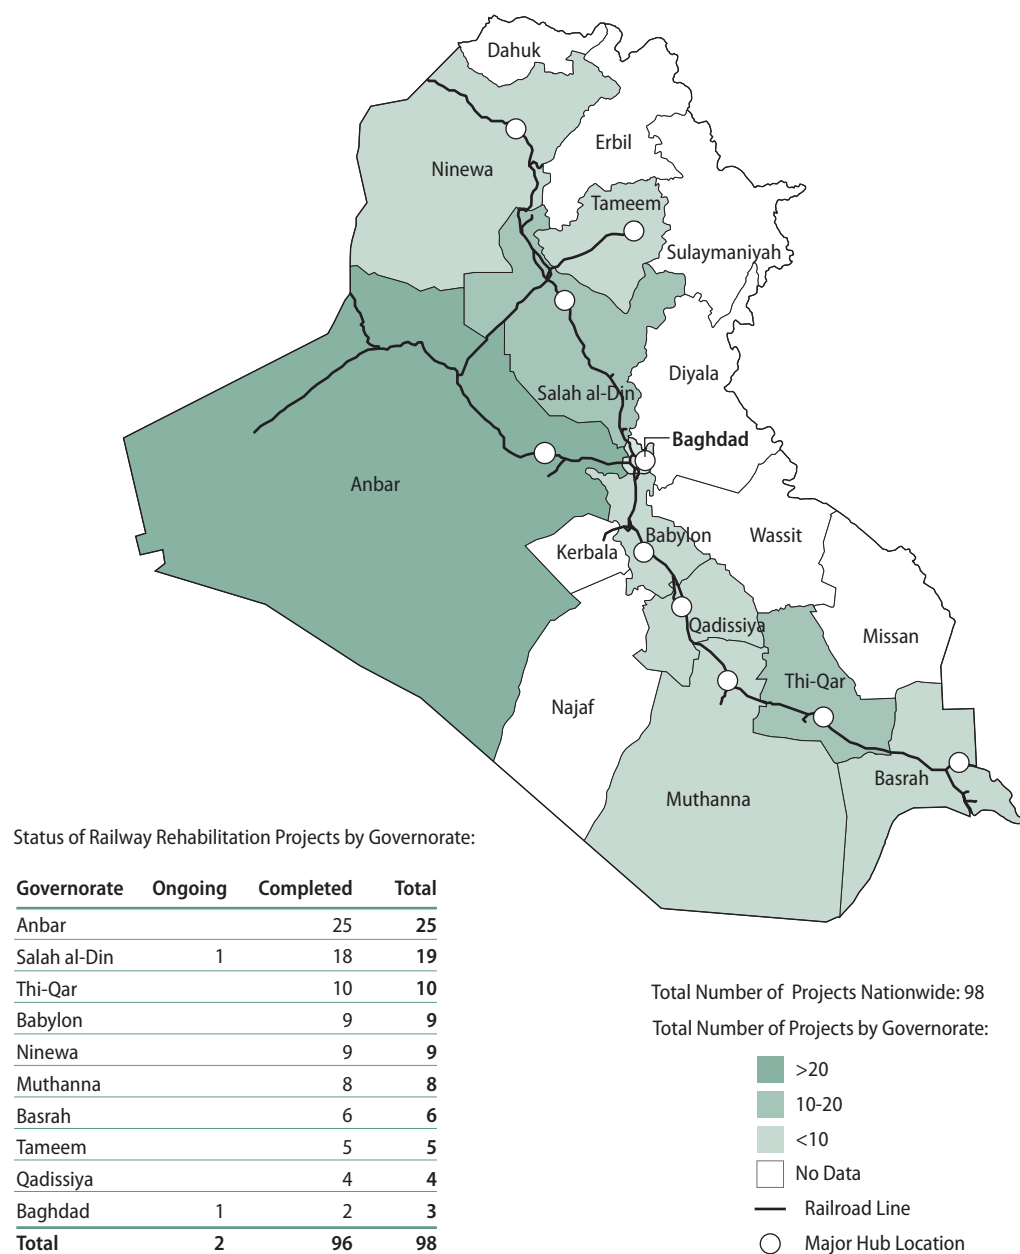 Dahuk
Erbil
Ninewa
Tameem
Sulaymaniyah
Diyala
Salah al-Din
Baghdad
Anbar
Babylon
Wassit
Kerbala
Qadissiya
Missan
Thi-Qar
Najaf
Basrah
Muthanna
Status of Railway Rehabilitation Projects by Governorate:
Governorate Ongoing Completed Total
Anbar 25 25
Salah al-Din 1 18 19
Thi-Qar 10 10
Babylon 9 9
Ninewa 9 9
Muthanna 8 8
Basrah 6 6
Tameem 5 5
Qadissiya 4 4
Baghdad 1 2 3
Total 2 96 98
Total Number of Projects Nationwide: 98
Total Number of Projects by Governorate:
>20
10-20
<10
No Data
Railroad Line
Major Hub Location